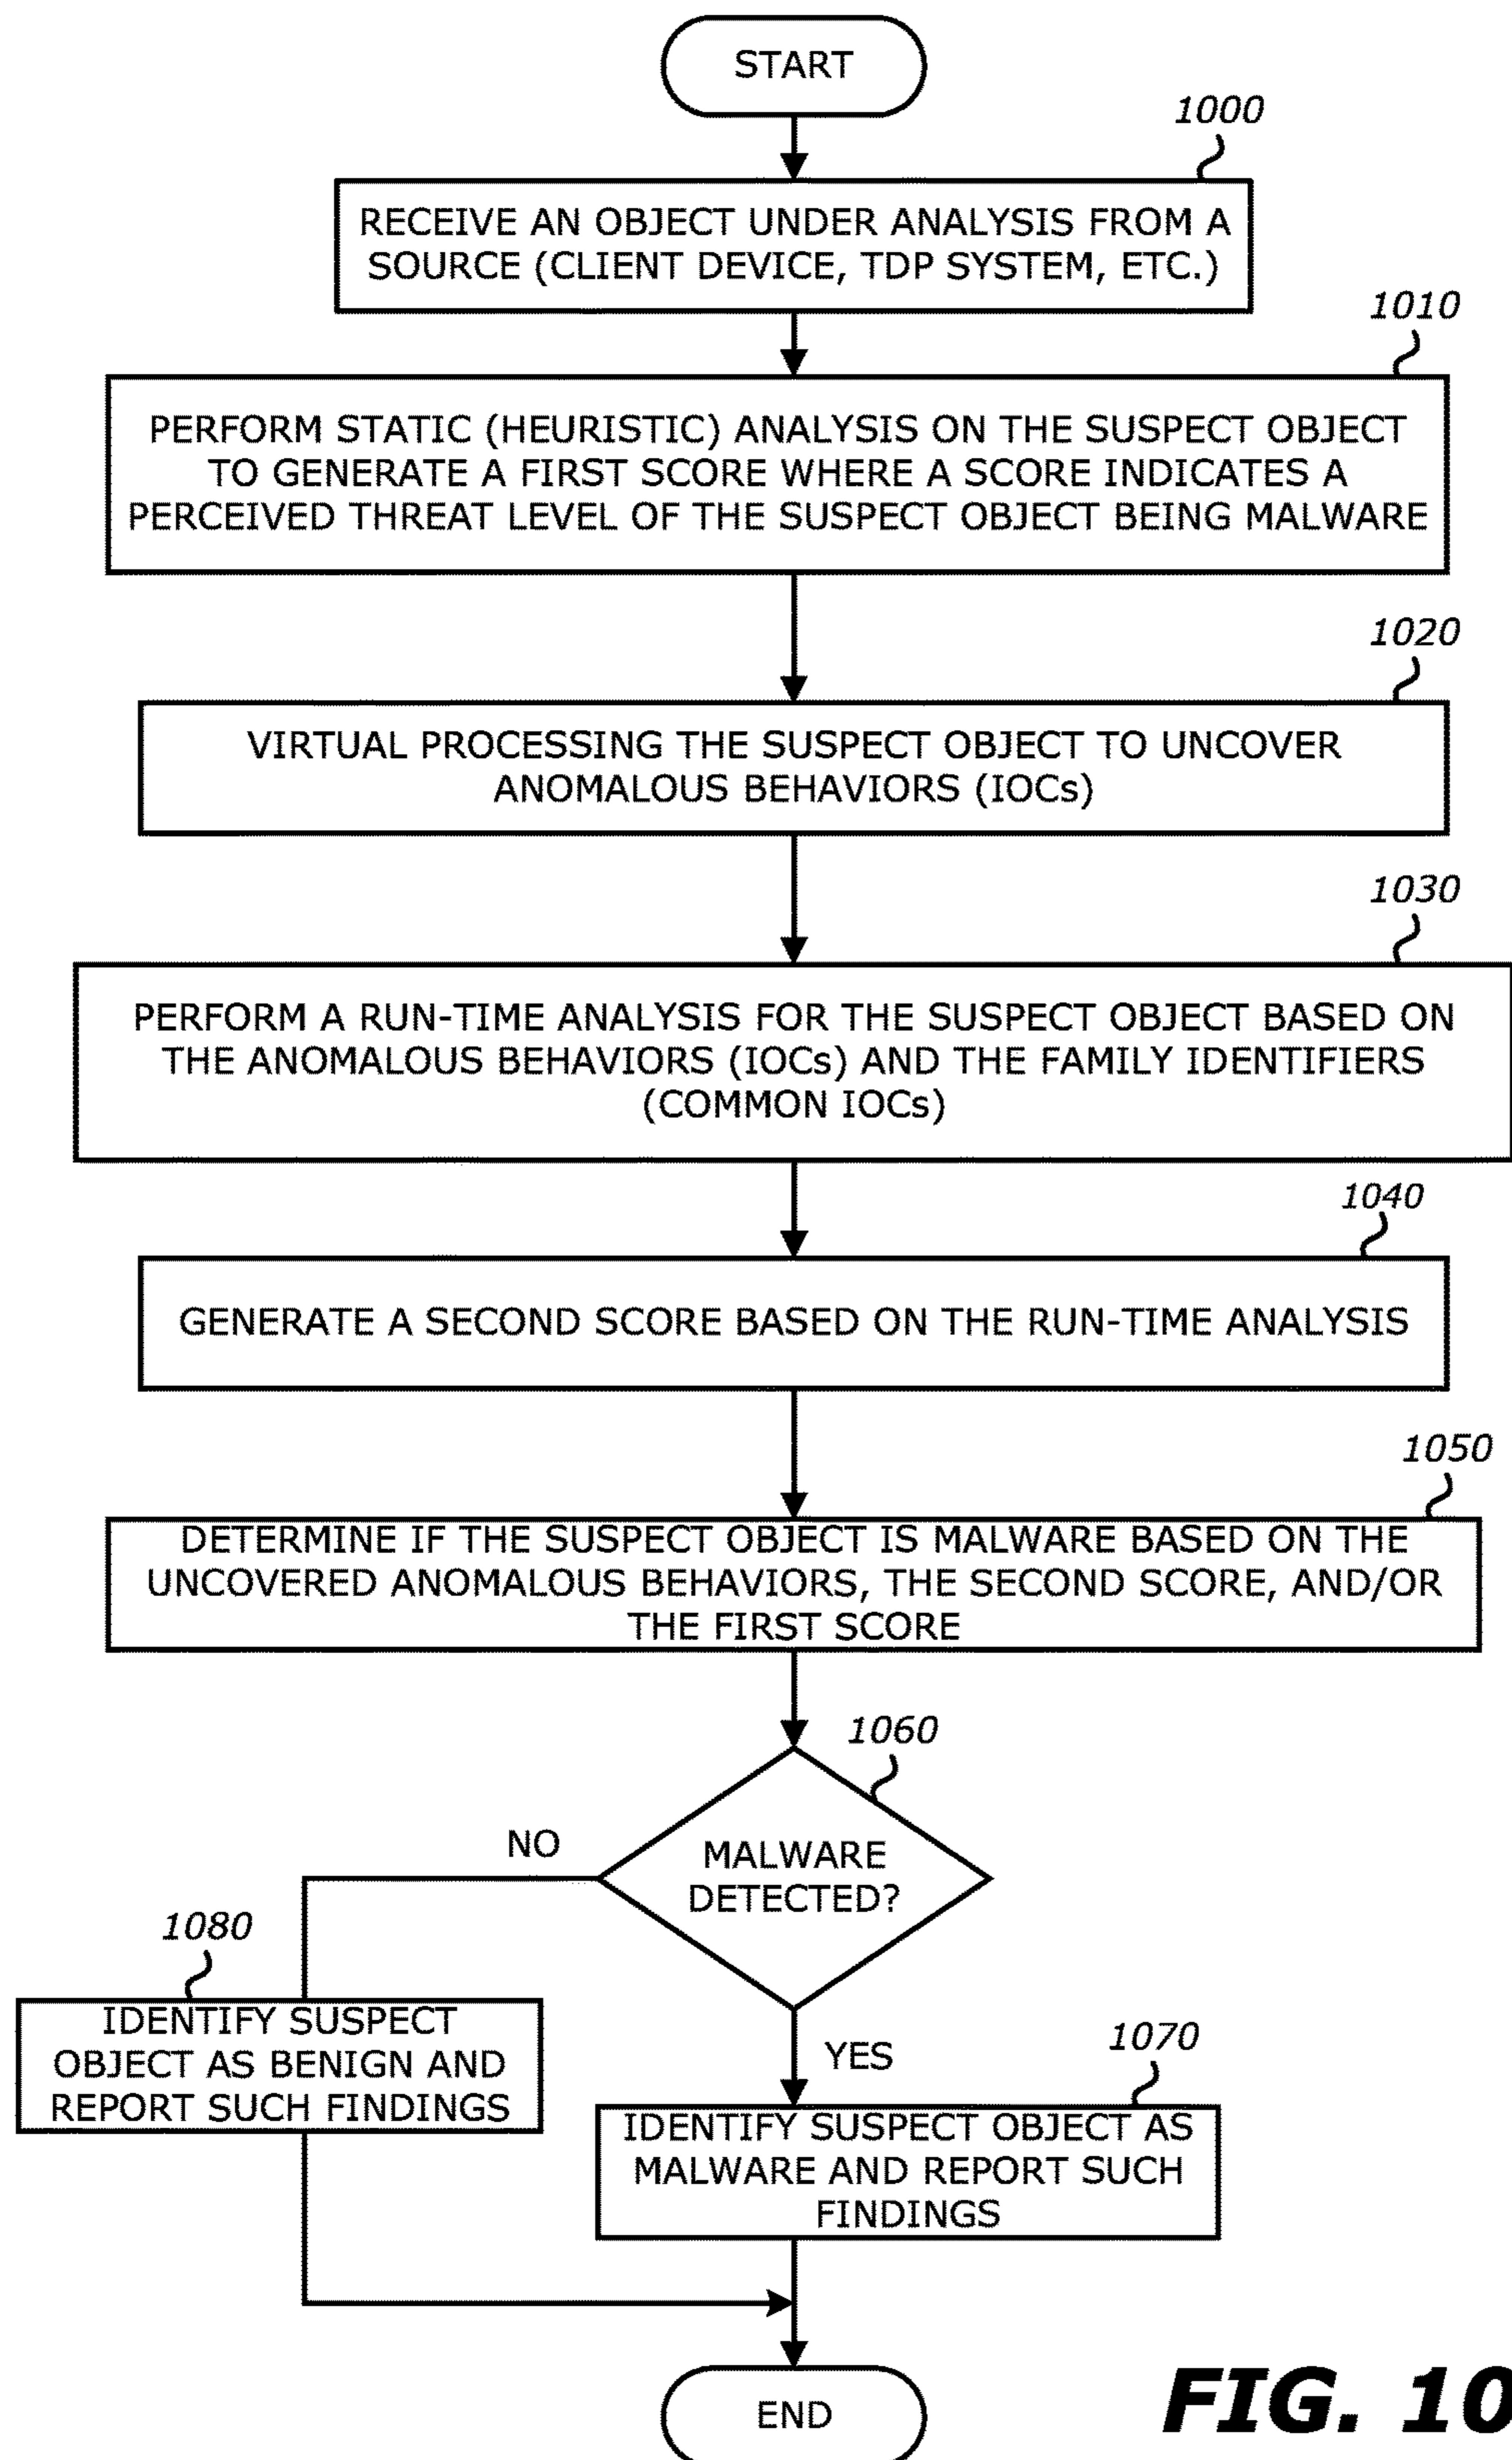 START
1000
RECEIVE AN OBJECT UNDER ANALYSIS FROM A
SOURCE (CLIENT DEVICE, TDP SYSTEM, ETC.)
1010
PERFORM STATIC (HEURISTIC) ANALYSIS ON THE SUSPECT OBJECT
TO GENERATE A FIRST SCORE WHERE A SCORE INDICATES A
PERCEIVED THREAT LEVEL OF THE SUSPECT OBJECT BEING MALWARE
1020
VIRTUAL PROCESSING THE SUSPECT OBJECT TO UNCOVER
ANOMALOUS BEHAVIORS (IOCs)
1030
PERFORM A RUN-TIME ANALYSIS FOR THE SUSPECT OBJECT BASED ON
THE ANOMALOUS BEHAVIORS (IOCs) AND THE FAMILY IDENTIFIERS
(COMMON IOCs)
1040
GENERATE A SECOND SCORE BASED ON THE RUN-TIME ANALYSIS
1050
DETERMINE IF THE SUSPECT OBJECT IS MALWARE BASED ON THE
UNCOVERED ANOMALOUS BEHAVIORS, THE SECOND SCORE, AND/OR
THE FIRST SCORE
1060
MALWARE
DETECTED?
NO
1080
IDENTIFY SUSPECT
OBJECT AS BENIGN AND
REPORT SUCH FINDINGS
YES
1070
IDENTIFY SUSPECT OBJECT AS
MALWARE AND REPORT SUCH
FINDINGS
END
FIG. 10